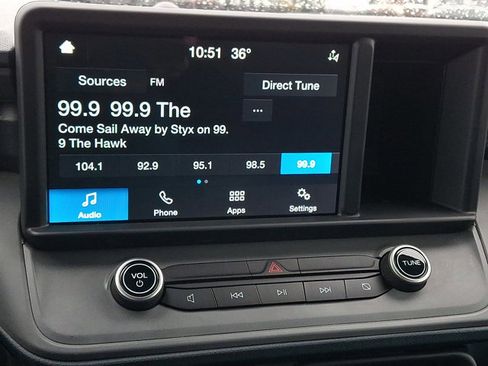 10:51 36°
Sources FM Direct Tune
99.9 99.9 The
Come Sail Away by Styx on 99.
9 The Hawk
104.1 92.9 95.1 98.5 99.9
Audio Phone Apps Settings
VOL TUNE